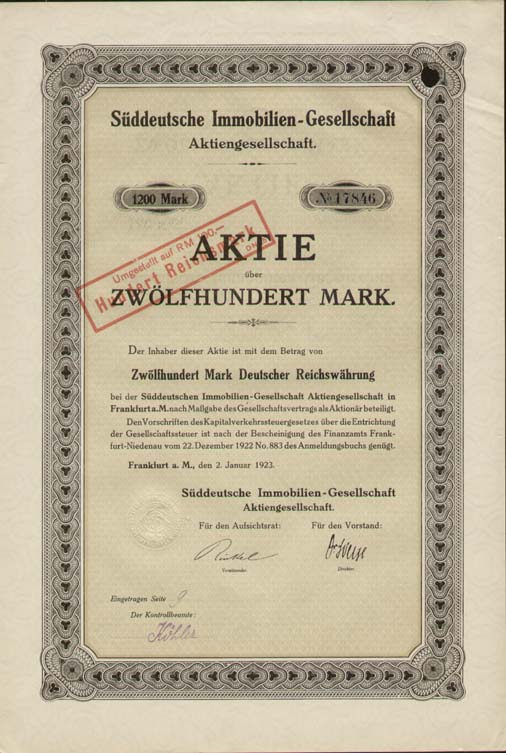 Süddeutsche Immobilien-Gesellschaft
Aktiengesellschaft.
1200 Mark
№ 17846
Umgestellt auf RM 100.—
Hundert Reichsmark
AKTIE
über
ZWÖLFHUNDERT MARK.
Der Inhaber dieser Aktie ist mit dem Betrag von
Zwölfhundert Mark Deutscher Reichswährung
bei der Süddeutschen Immobilien-Gesellschaft Aktiengesellschaft in
Frankfurt a. M. nach Maßgabe des Gesellschaftsvertrags als Aktionär beteiligt.
Den Vorschriften des Kapitalverkehrssteuergesetzes über die Entrichtung
der Gesellschaftssteuer ist nach der Bescheinigung des Finanzamts Frank-
furt-Niedenau vom 22. Dezember 1922 No. 883 des Anmeldungsbuchs genügt.
Frankfurt a. M., den 2. Januar 1923.
Süddeutsche Immobilien-Gesellschaft
Aktiengesellschaft.
Für den Aufsichtsrat: Für den Vorstand:
Vorsitzender. Direktor.
Eingetragen Seite 9
Der Kontrollbeamte:
Köhler